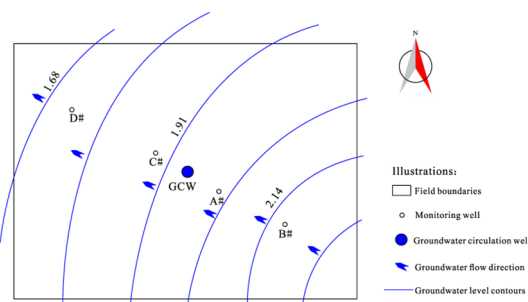 N
1.68
D#
1.91
C#
GCW
A#
2.14
B#
Illustrations:
Field boundaries
Monitoring well
Groundwater circulation wel
Groundwater flow direction
Groundwater level contours